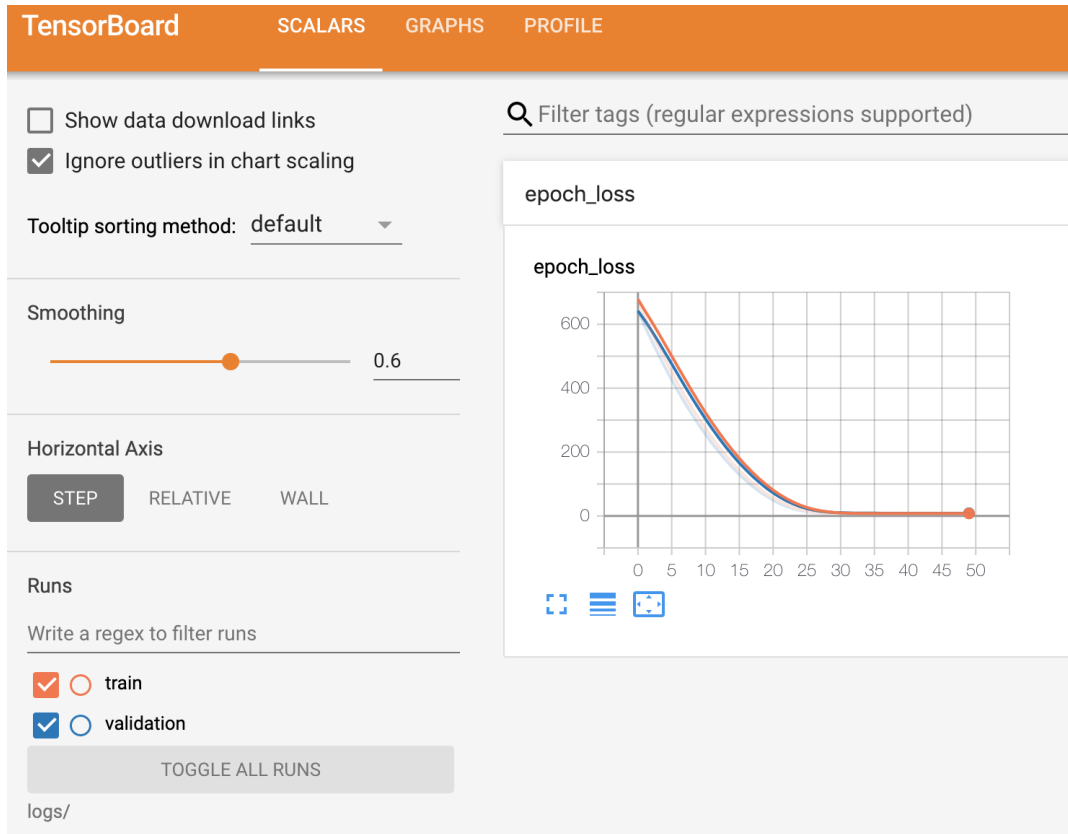 TensorBoard SCALARS GRAPHS PROFILE
Show data download links
Ignore outliers in chart scaling
Tooltip sorting method: default
Smoothing
0.6
Horizontal Axis
STEP RELATIVE WALL
Runs
Write a regex to filter runs
train
validation
TOGGLE ALL RUNS
logs/
Filter tags (regular expressions supported)
epoch_loss
epoch_loss
600
400
200
0
0 5 10 15 20 25 30 35 40 45 50